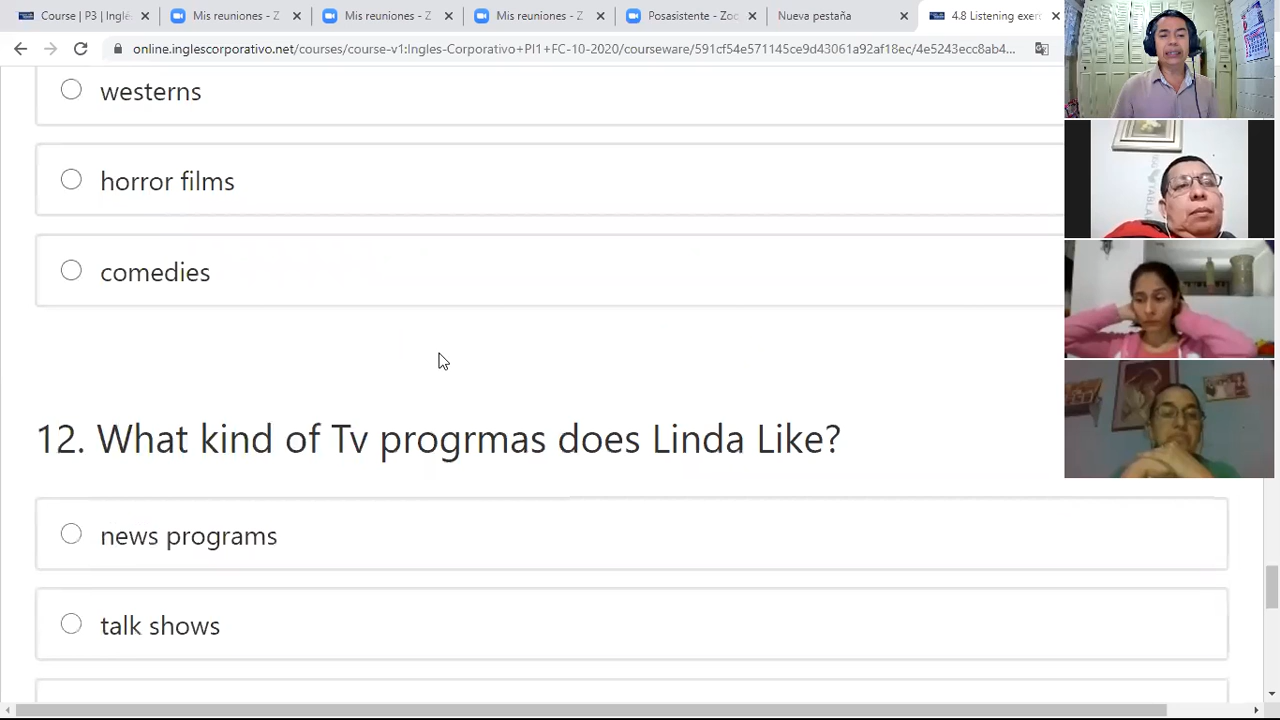 Course | P3 | Inglé
Mis reuniones - Z
Mis reuniones - Z
Mis reuniones - Z
Posasistente - Zo
Nueva pestaña
4.8 Listening exer
online.inglescorporativo.net/courses/course-v1:Ingles-Corporativo+PI1+FC-10-2020/courseware/591cf54e571145ce9d43061a92af18ec/4e5243ecc8ab4...
westerns
horror films
comedies
12. What kind of Tv progrmas does Linda Like?
news programs
talk shows